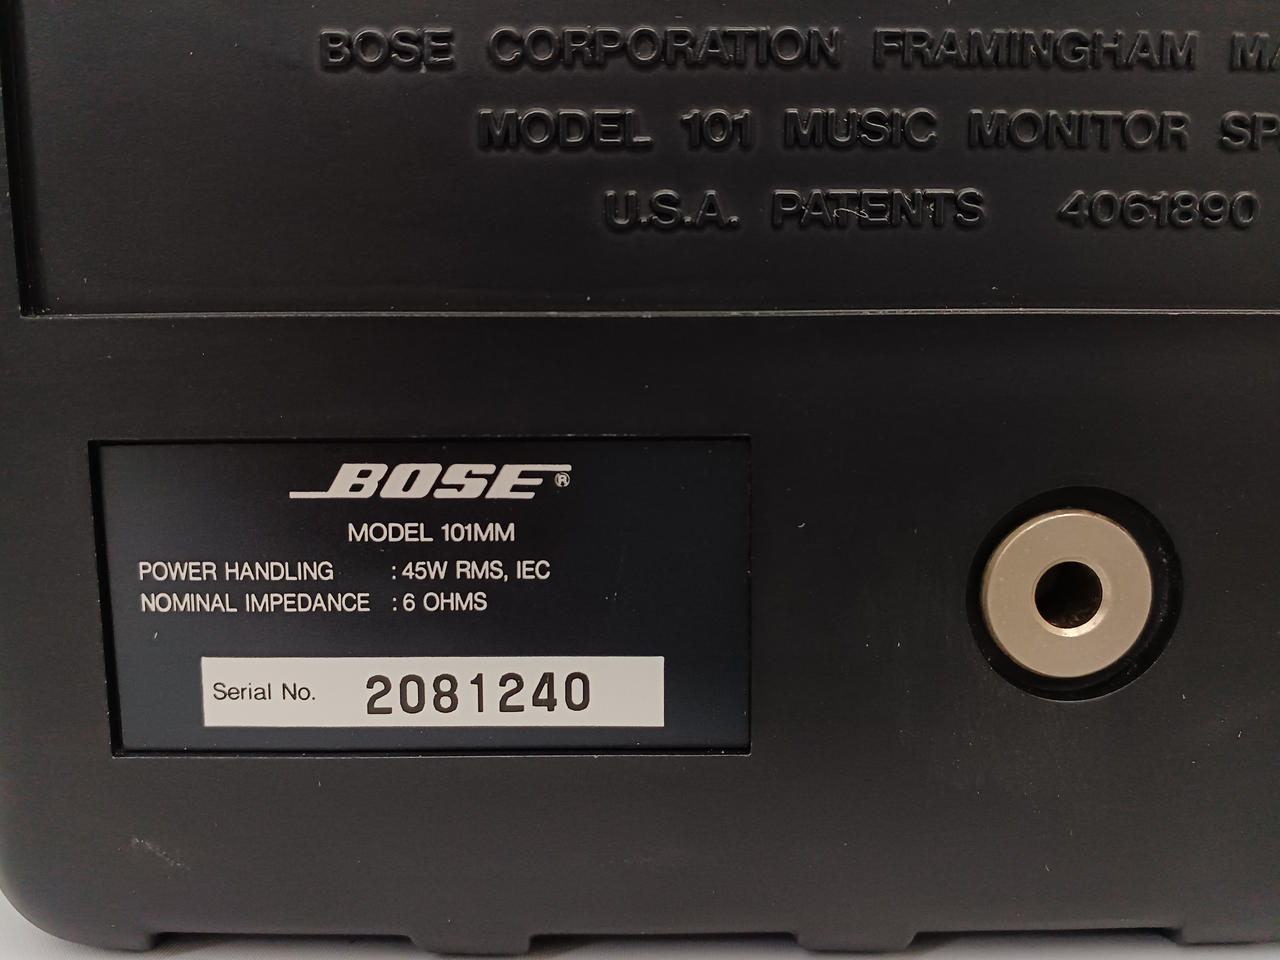 BOSE CORPORATION FRAMINGHAM
MODEL 101 MUSIC MONITOR
U.S.A. PATENTS 4061890
BOSE®
MODEL 101MM
POWER HANDLING : 45W RMS, IEC
NOMINAL IMPEDANCE : 6 OHMS
Serial No. 2081240